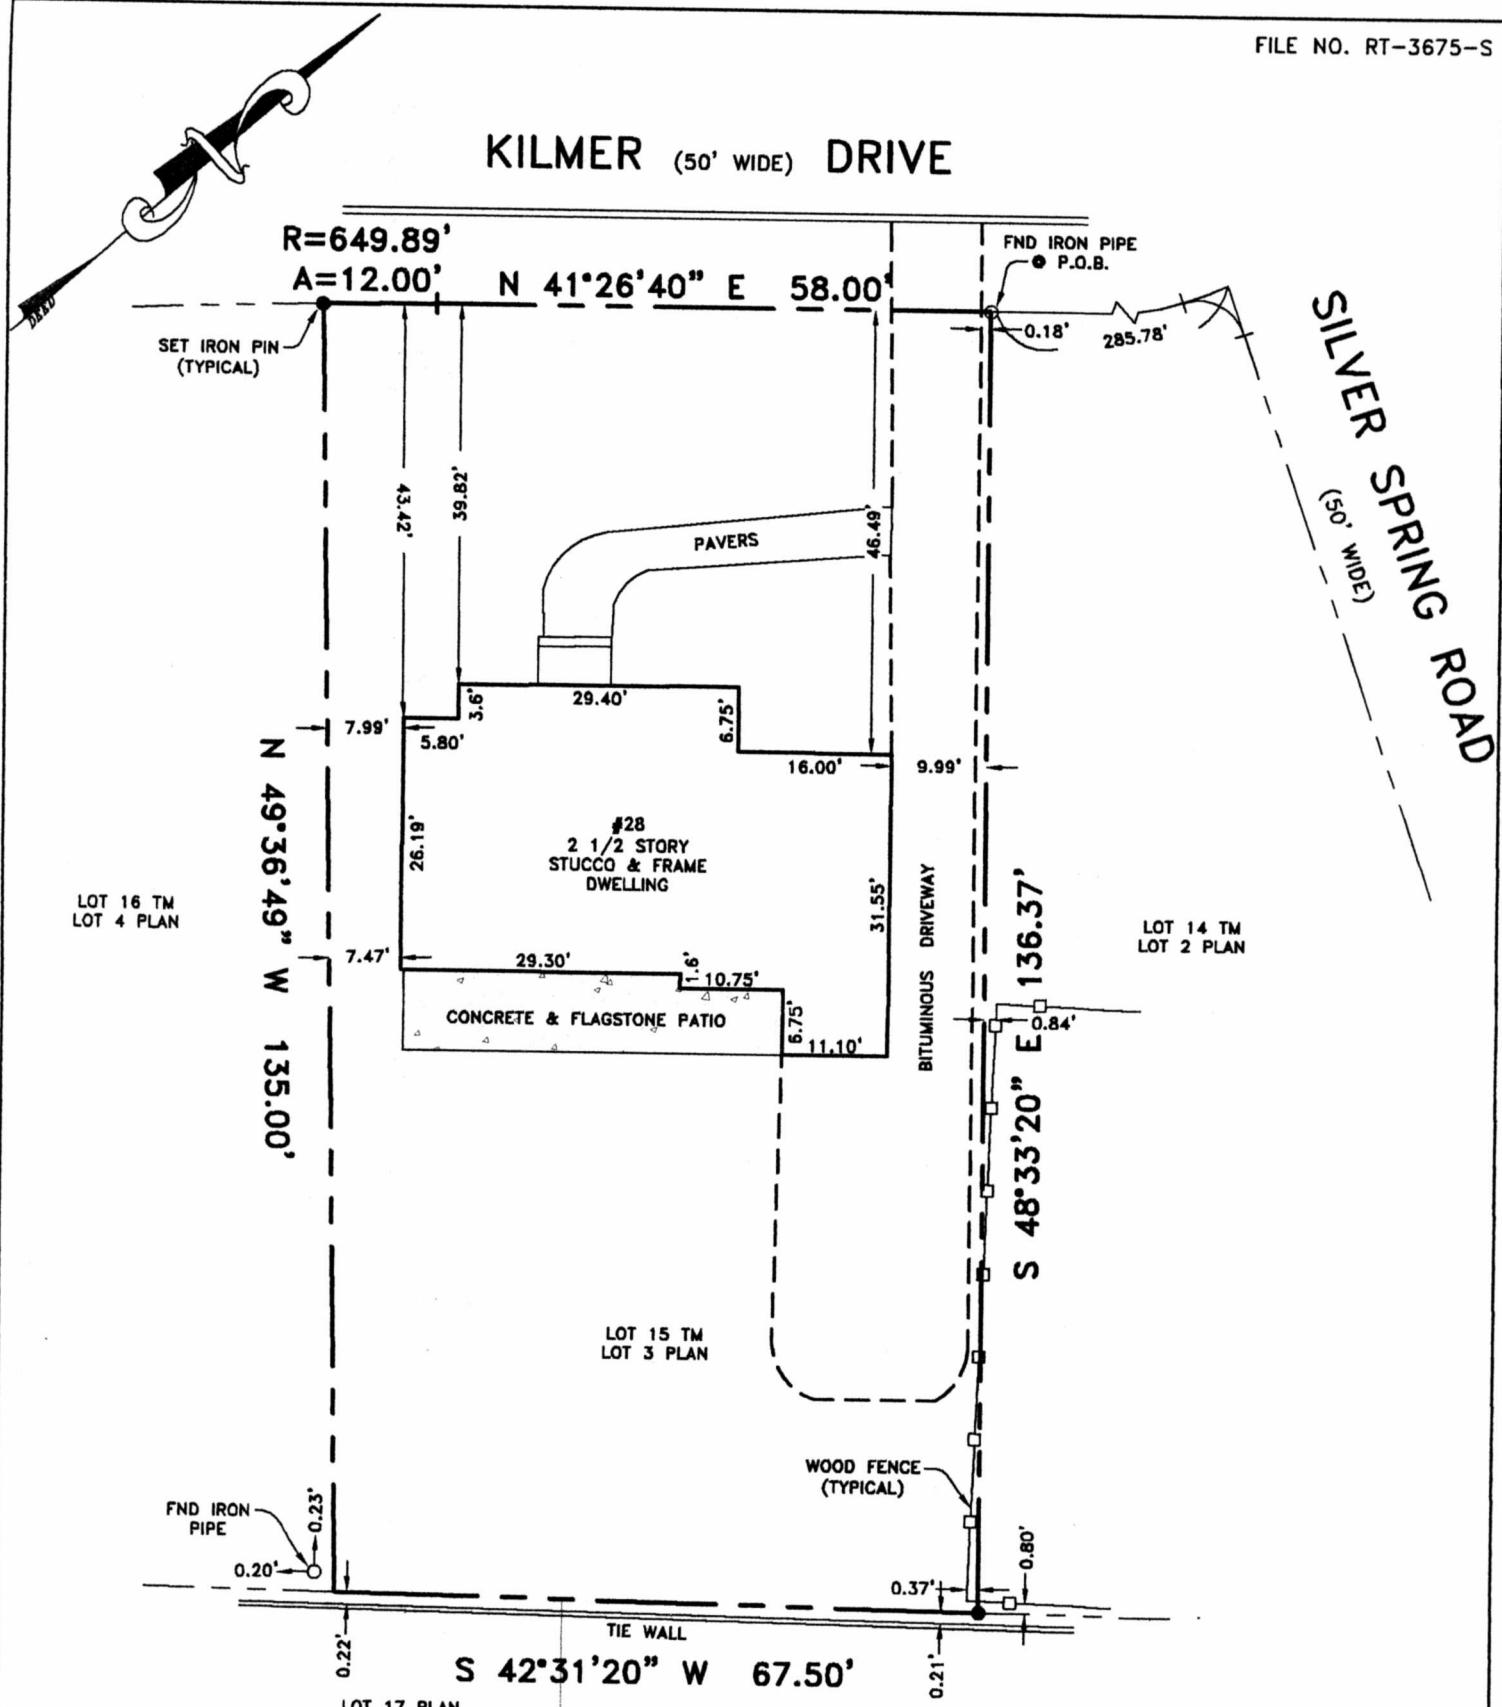 FILE NO. RT-3675-S
KILMER (50' WIDE) DRIVE
R=649.89'
A=12.00'
N 41°26'40" E 58.00'
FND IRON PIPE
@ P.O.B.
DEED
SET IRON PIN
(TYPICAL)
0.18'
285.78'
SILVER SPRING ROAD
(50' WIDE)
43.42'
39.82'
46.49'
PAVERS
29.40'
3.6'
6.75'
7.99'
5.80'
16.00'
9.99'
N 49°36'49" W 135.00'
26.19'
#28
2 1/2 STORY
STUCCO & FRAME
DWELLING
31.55'
BITUMINOUS DRIVEWAY
S 48°33'20" E 136.37'
LOT 16 TM
LOT 4 PLAN
LOT 14 TM
LOT 2 PLAN
7.47'
29.30'
1.6'
10.75'
CONCRETE & FLAGSTONE PATIO
6.75'
11.10'
0.84'
LOT 15 TM
LOT 3 PLAN
WOOD FENCE
(TYPICAL)
FND IRON
PIPE
0.23'
0.20'
0.37'
0.80'
TIE WALL
0.22'
0.21'
S 42°31'20" W 67.50'
LOT 17 PLAN